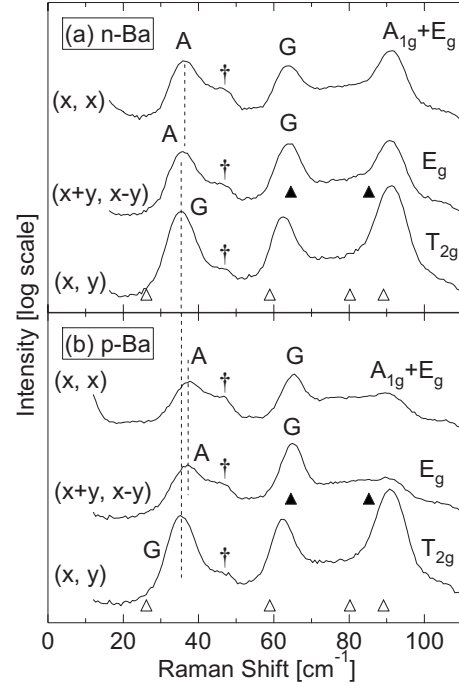 (a) n-Ba
A
†
G
A1g+Eg
(x, x)
A
†
G
Eg
(x+y, x-y)
G
†
T2g
(x, y)
Intensity [log scale]
(b) p-Ba
A
†
G
A1g+Eg
(x, x)
A
†
G
Eg
(x+y, x-y)
G
†
T2g
(x, y)
0 20 40 60 80 100
Raman Shift [cm-1]